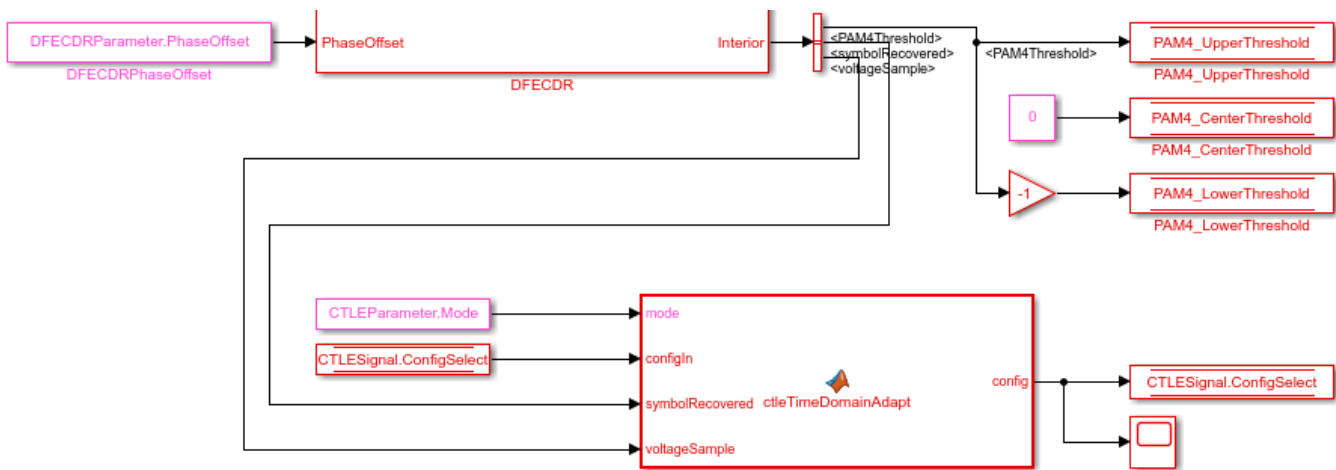 DFECDRParameter.PhaseOffset
DFECDRPhaseOffset
PhaseOffset
Interior
DFECDR
<PAM4Threshold>
<symbolRecovered>
<voltageSample>
<PAM4Threshold>
PAM4_UpperThreshold
PAM4_UpperThreshold
0
PAM4_CenterThreshold
PAM4_CenterThreshold
-1
PAM4_LowerThreshold
PAM4_LowerThreshold
CTLEParameter.Mode
CTLESignal.ConfigSelect
mode
configIn
symbolRecovered
voltageSample
ctleTimeDomainAdapt
config
CTLESignal.ConfigSelect